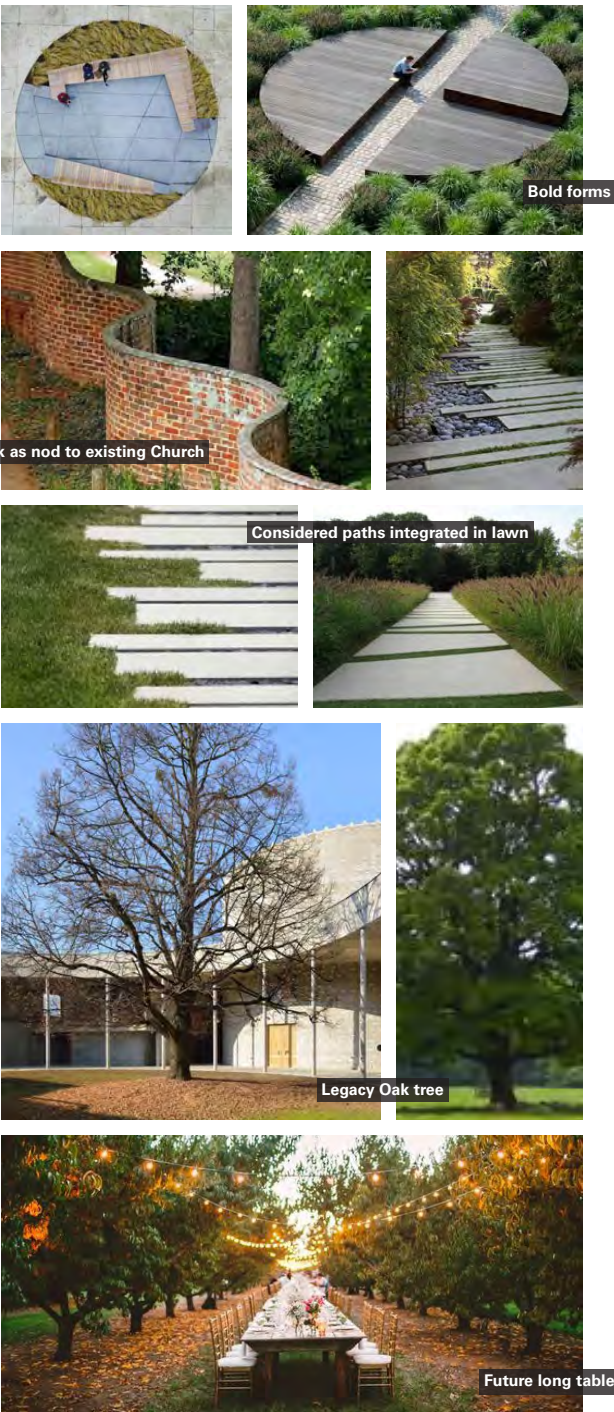 Bold forms
as nod to existing Church
Considered paths integrated in lawn
Legacy Oak tree
Future long table